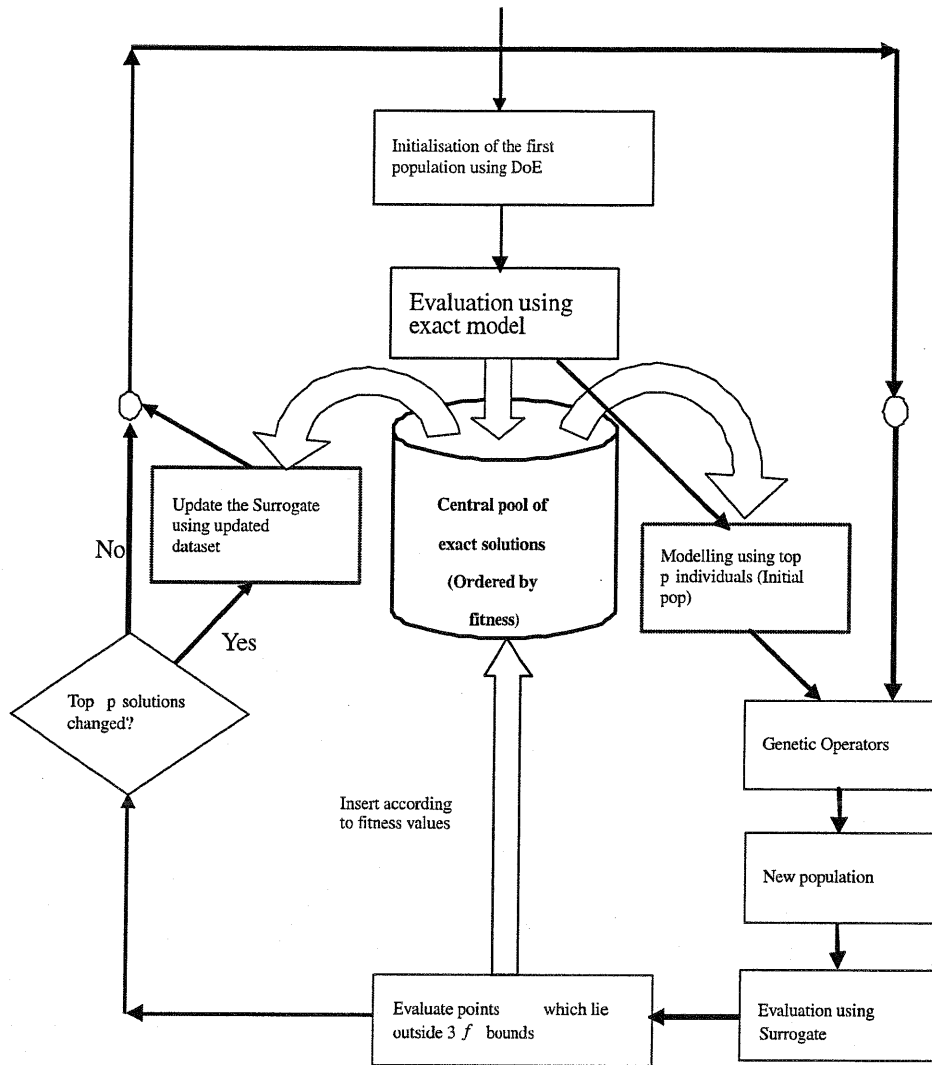 Initialisation of the first
population using DoE
Evaluation using
exact model
Update the Surrogate
using updated
dataset
Central pool of
exact solutions
(Ordered by
fitness)
Modelling using top
p individuals (Initial
pop)
No
Yes
Top p solutions
changed?
Genetic Operators
Insert according
to fitness values
New population
Evaluate points which lie
outside 3 f bounds
Evaluation using
Surrogate